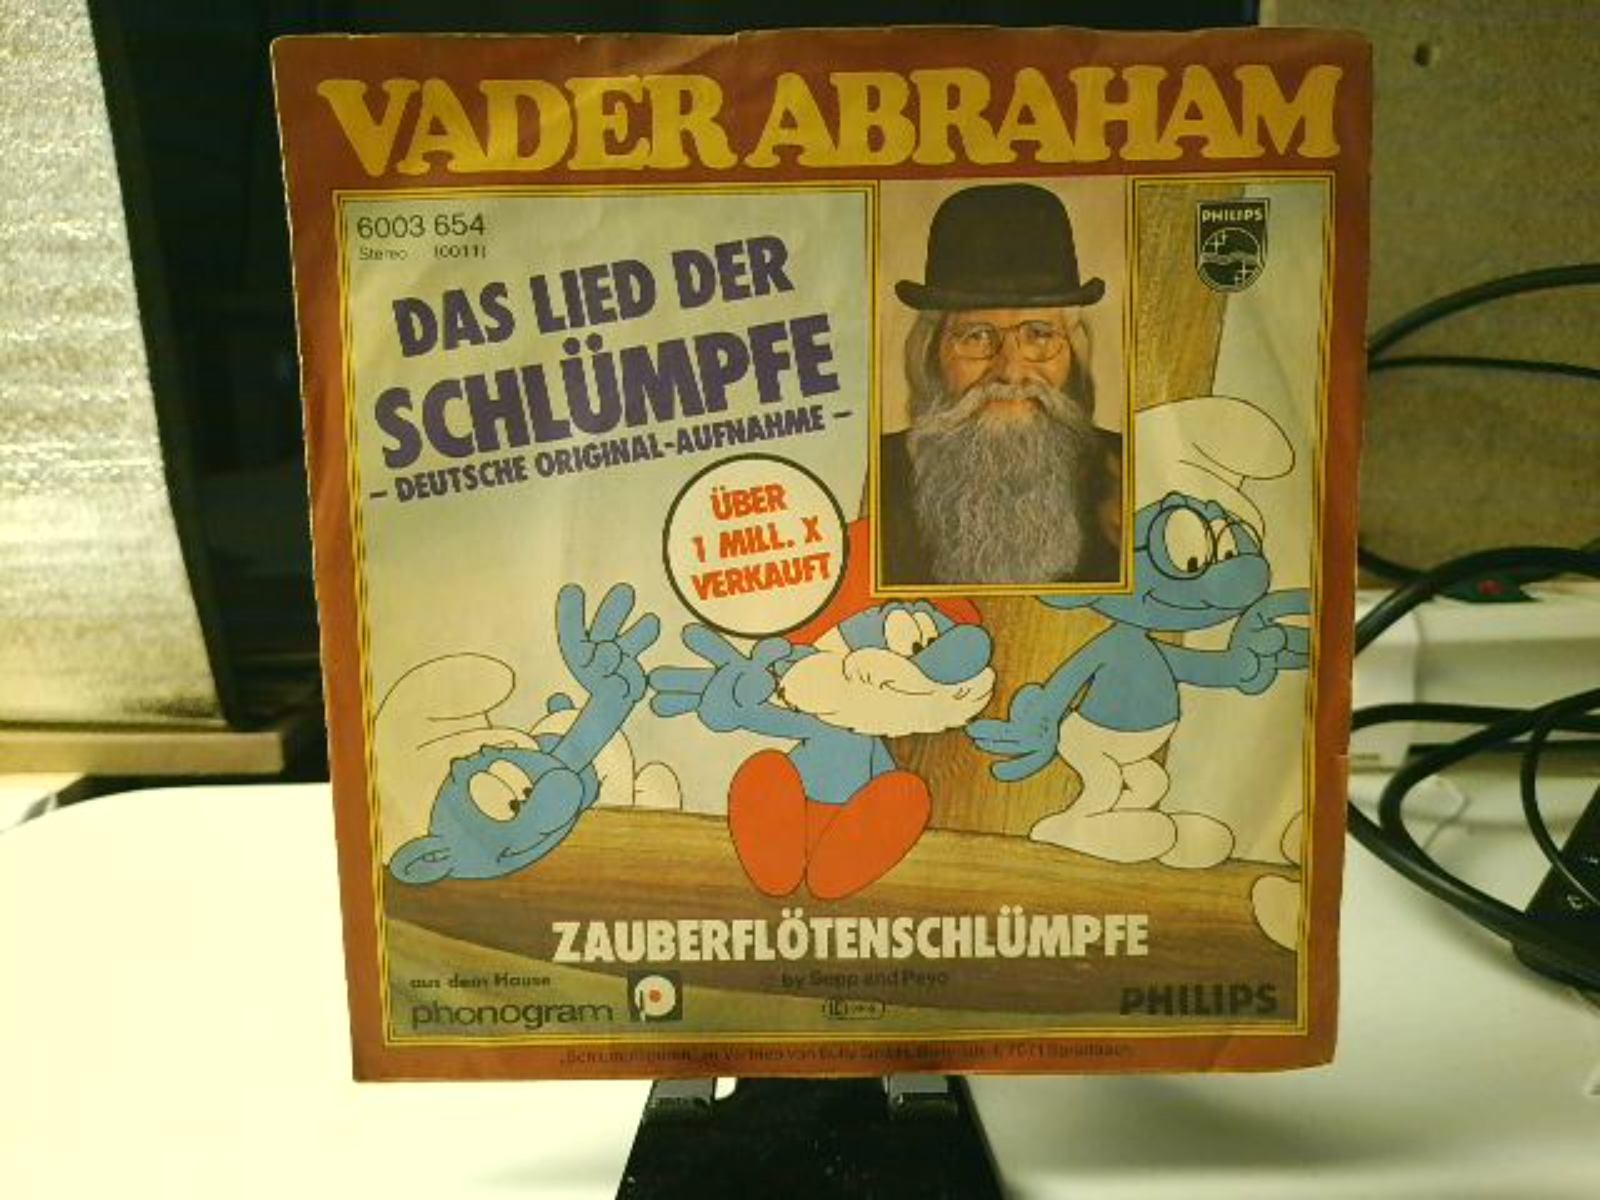 VADER ABRAHAM
6003 654
Stereo (0011)
PHILIPS
DAS LIED DER
SCHLÜMPFE
– DEUTSCHE ORIGINAL-AUFNAHME –
ÜBER
1 MILL. X
VERKAUFT
ZAUBERFLÖTENSCHLÜMPFE
aus dem Hause
by Sepp and Peyo
phonogram
PHILIPS